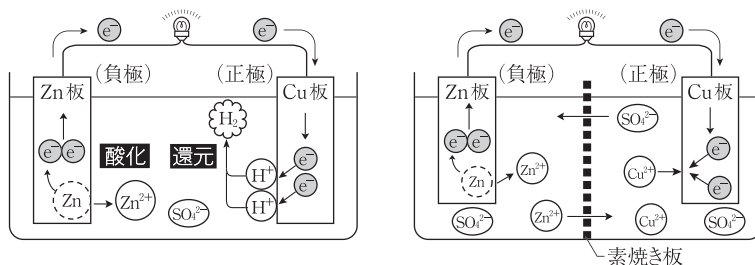 e⁻
e⁻
(負極)
(正極)
Zn板
Cu板
H₂
e⁻
e⁻
酸化
還元
e⁻
H⁺
e⁻
Zn
Zn²⁺
SO₄²⁻
H⁺
e⁻
e⁻
(負極)
(正極)
Zn板
Cu板
SO₄²⁻
e⁻
e⁻
e⁻
Zn
Zn²⁺
Cu²⁺
e⁻
SO₄²⁻
Zn²⁺
Cu²⁺
SO₄²⁻
素焼き板